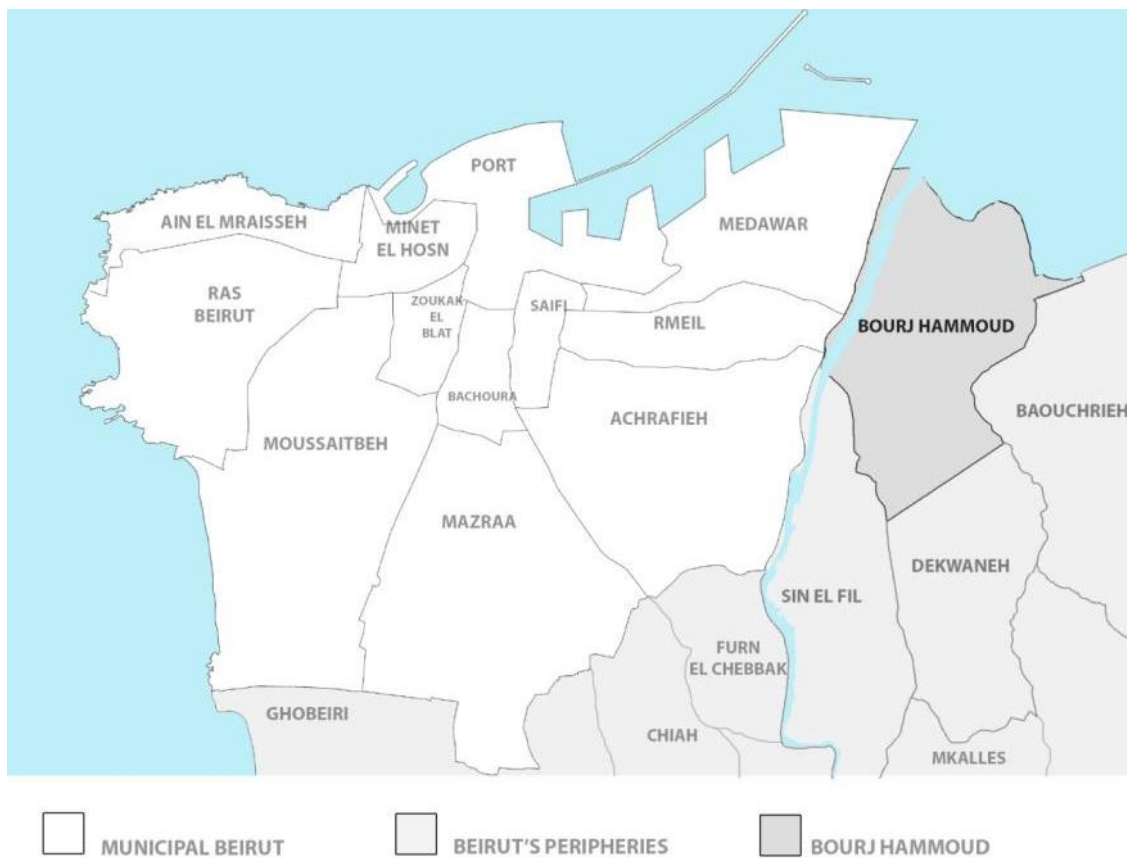 PORT
AIN EL MRAISSEH
MINET
EL HOSN
MEDAWAR
RAS
BEIRUT
ZOUKAK
EL
BLAT
SAIFI
RMEIL
BOURJ HAMMOUD
BACHOURA
ACHRAFIEH
BAOUCHRIEH
MOUSSAITBEH
MAZRAA
DEKWANEH
SIN EL FIL
FURN
EL CHEBBAK
GHOBEIRI
CHIAH
MKALLES
MUNICIPAL BEIRUT
BEIRUT'S PERIPHERIES
BOURJ HAMMOUD